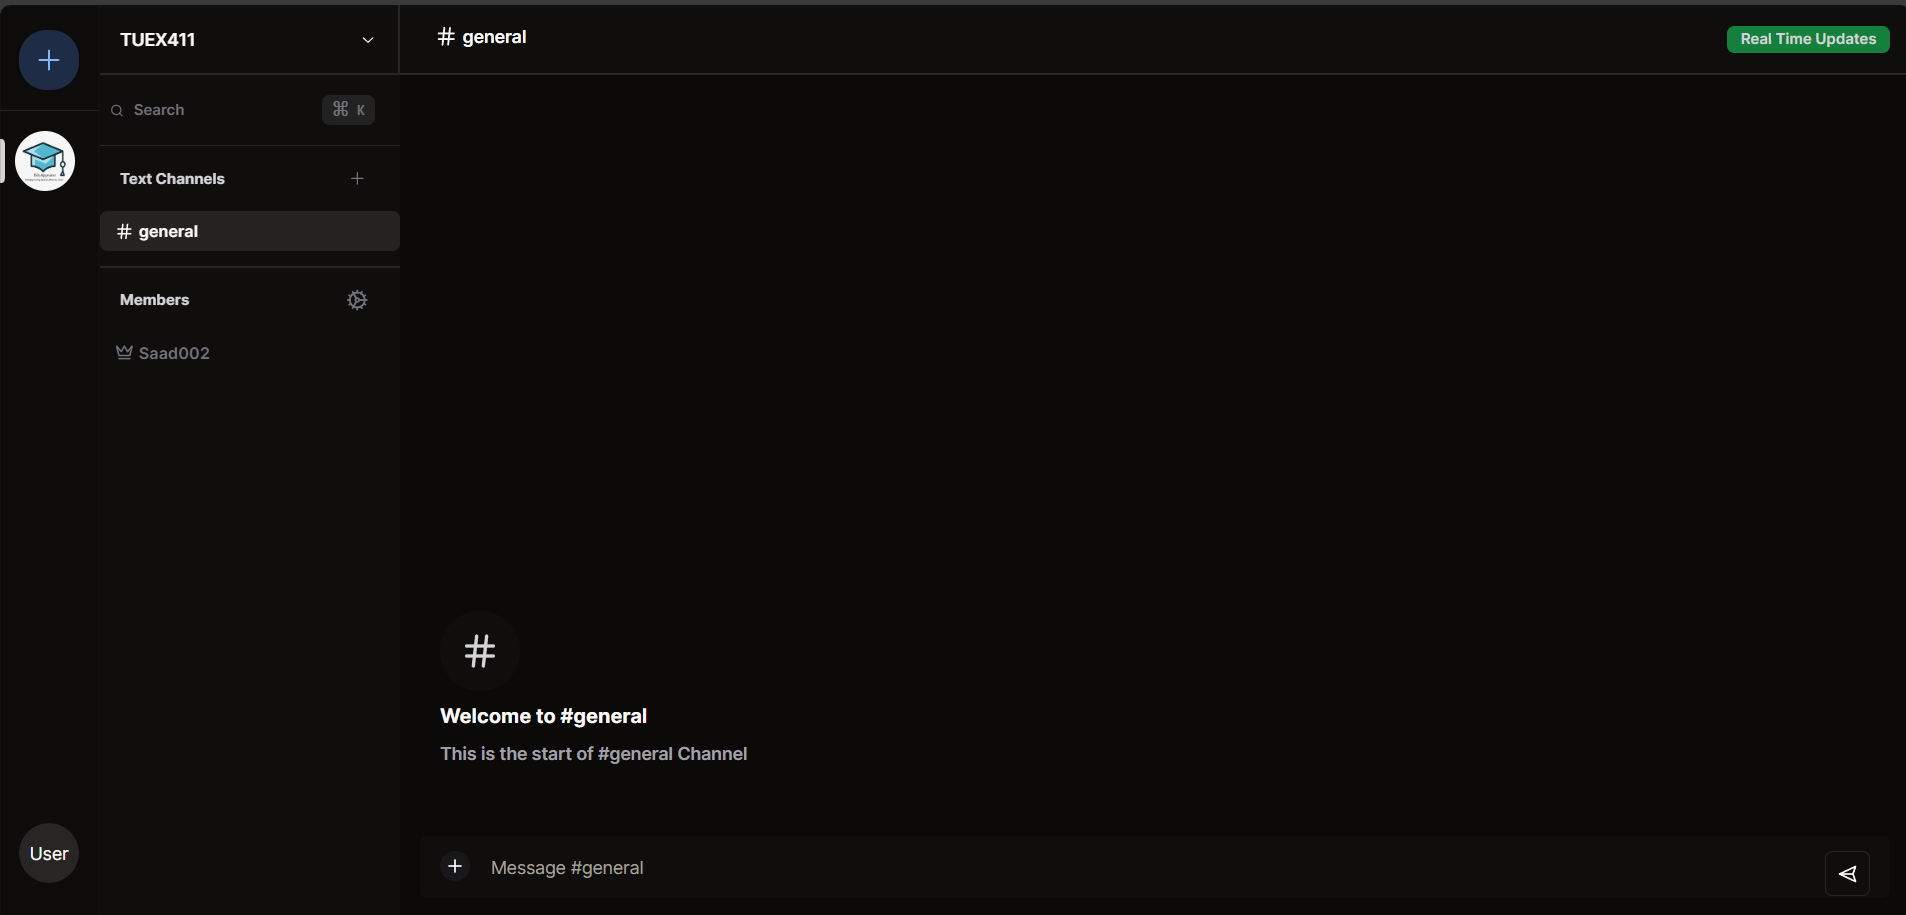 TUEX411
# general
Real Time Updates
Search
⌘ K
Text Channels
# general
Members
Saad002
#
Welcome to #general
This is the start of #general Channel
User
Message #general